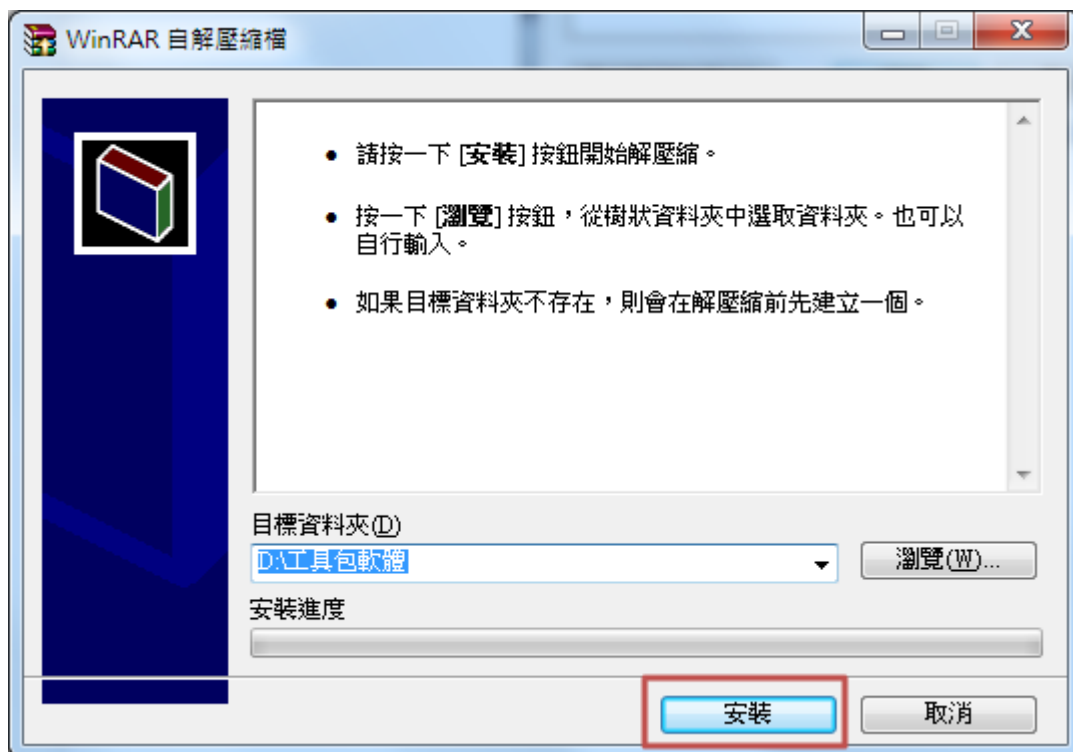 WinRAR 自解壓縮檔
請按一下 [安裝] 按鈕開始解壓縮。
按一下 [瀏覽] 按鈕，從樹狀資料夾中選取資料夾。也可以
自行輸入。
如果目標資料夾不存在，則會在解壓縮前先建立一個。
目標資料夾(D)
D:\工具包軟體
瀏覽(W)...
安裝進度
安裝
取消